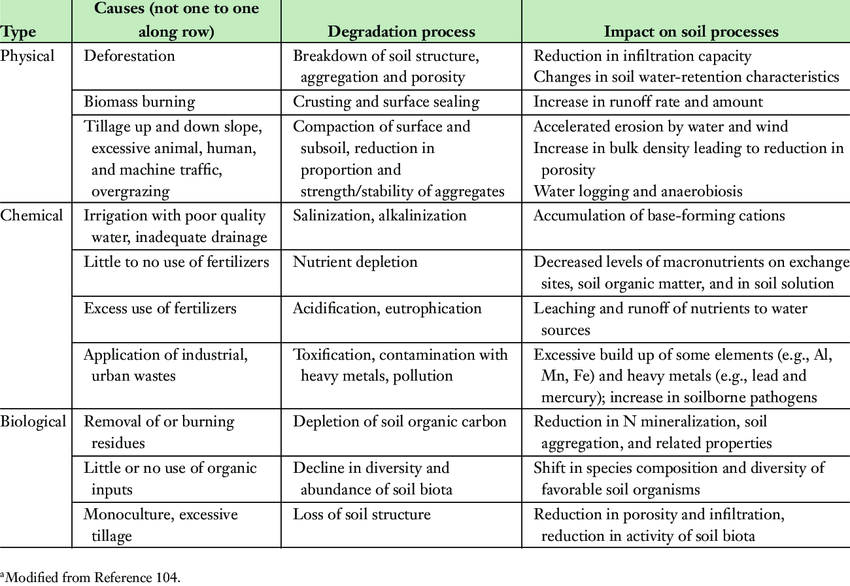 Type
Causes (not one to one
along row)
Degradation process
Impact on soil processes
Physical
Deforestation
Breakdown of soil structure,
aggregation and porosity
Reduction in infiltration capacity
Changes in soil water-retention characteristics
Biomass burning
Crusting and surface sealing
Increase in runoff rate and amount
Tillage up and down slope,
excessive animal, human,
and machine traffic,
overgrazing
Compaction of surface and
subsoil, reduction in
proportion and
strength/stability of aggregates
Accelerated erosion by water and wind
Increase in bulk density leading to reduction in
porosity
Water logging and anaerobiosis
Chemical
Irrigation with poor quality
water, inadequate drainage
Salinization, alkalinization
Accumulation of base-forming cations
Little to no use of fertilizers
Nutrient depletion
Decreased levels of macronutrients on exchange
sites, soil organic matter, and in soil solution
Excess use of fertilizers
Acidification, eutrophication
Leaching and runoff of nutrients to water
sources
Application of industrial,
urban wastes
Toxification, contamination with
heavy metals, pollution
Excessive build up of some elements (e.g., Al,
Mn, Fe) and heavy metals (e.g., lead and
mercury); increase in soilborne pathogens
Biological
Removal of or burning
residues
Depletion of soil organic carbon
Reduction in N mineralization, soil
aggregation, and related properties
Little or no use of organic
inputs
Decline in diversity and
abundance of soil biota
Shift in species composition and diversity of
favorable soil organisms
Monoculture, excessive
tillage
Loss of soil structure
Reduction in porosity and infiltration,
reduction in activity of soil biota
ᵃModified from Reference 104.